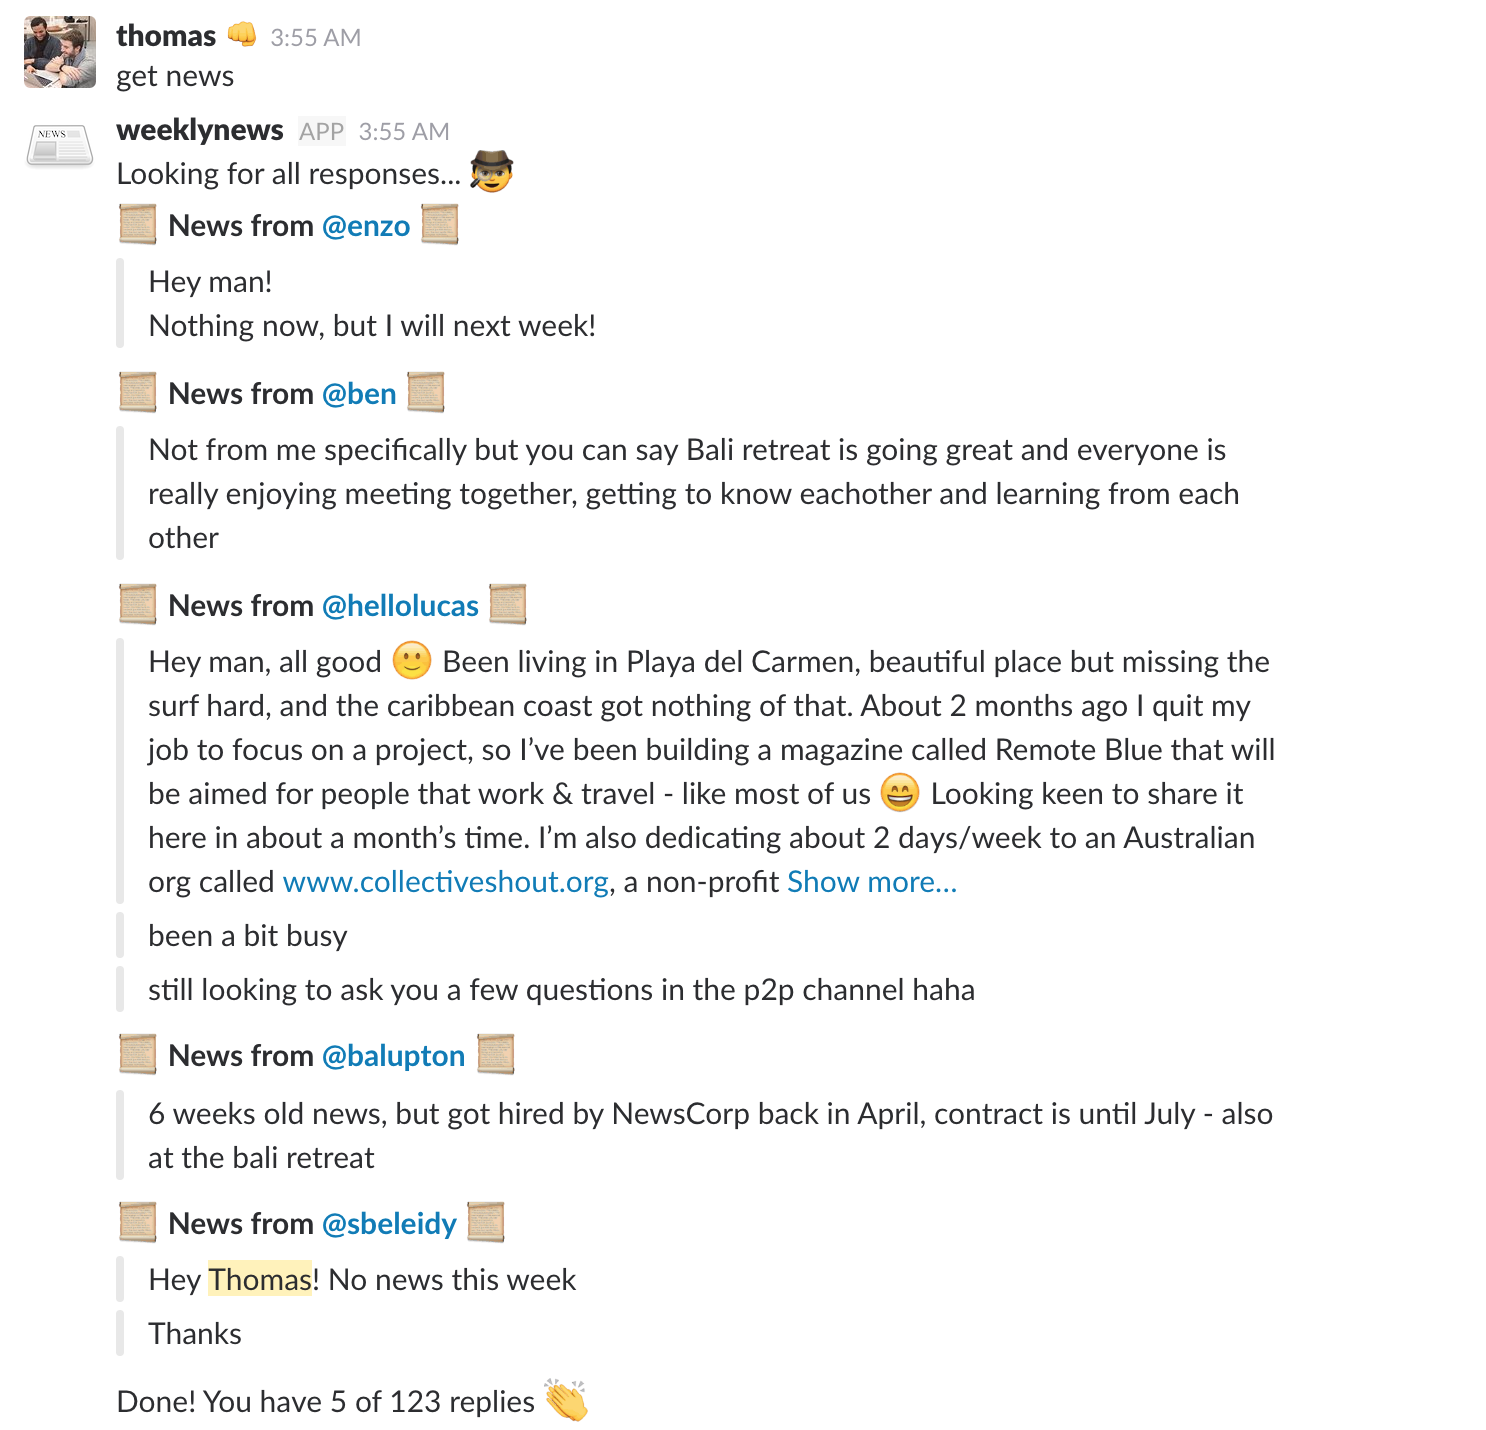 thomas 3:55 AM
get news
NEWS
weeklynews APP 3:55 AM
Looking for all responses...
News from @enzo
Hey man!
Nothing now, but I will next week!
News from @ben
Not from me specifically but you can say Bali retreat is going great and everyone is
really enjoying meeting together, getting to know eachother and learning from each
other
News from @hellolucas
Hey man, all good 🙂 Been living in Playa del Carmen, beautiful place but missing the
surf hard, and the caribbean coast got nothing of that. About 2 months ago I quit my
job to focus on a project, so I’ve been building a magazine called Remote Blue that will
be aimed for people that work & travel - like most of us 😄 Looking keen to share it
here in about a month’s time. I’m also dedicating about 2 days/week to an Australian
org called www.collectiveshout.org, a non-profit Show more...
been a bit busy
still looking to ask you a few questions in the p2p channel haha
News from @balupton
6 weeks old news, but got hired by NewsCorp back in April, contract is until July - also
at the bali retreat
News from @sbeleidy
Hey Thomas! No news this week
Thanks
Done! You have 5 of 123 replies